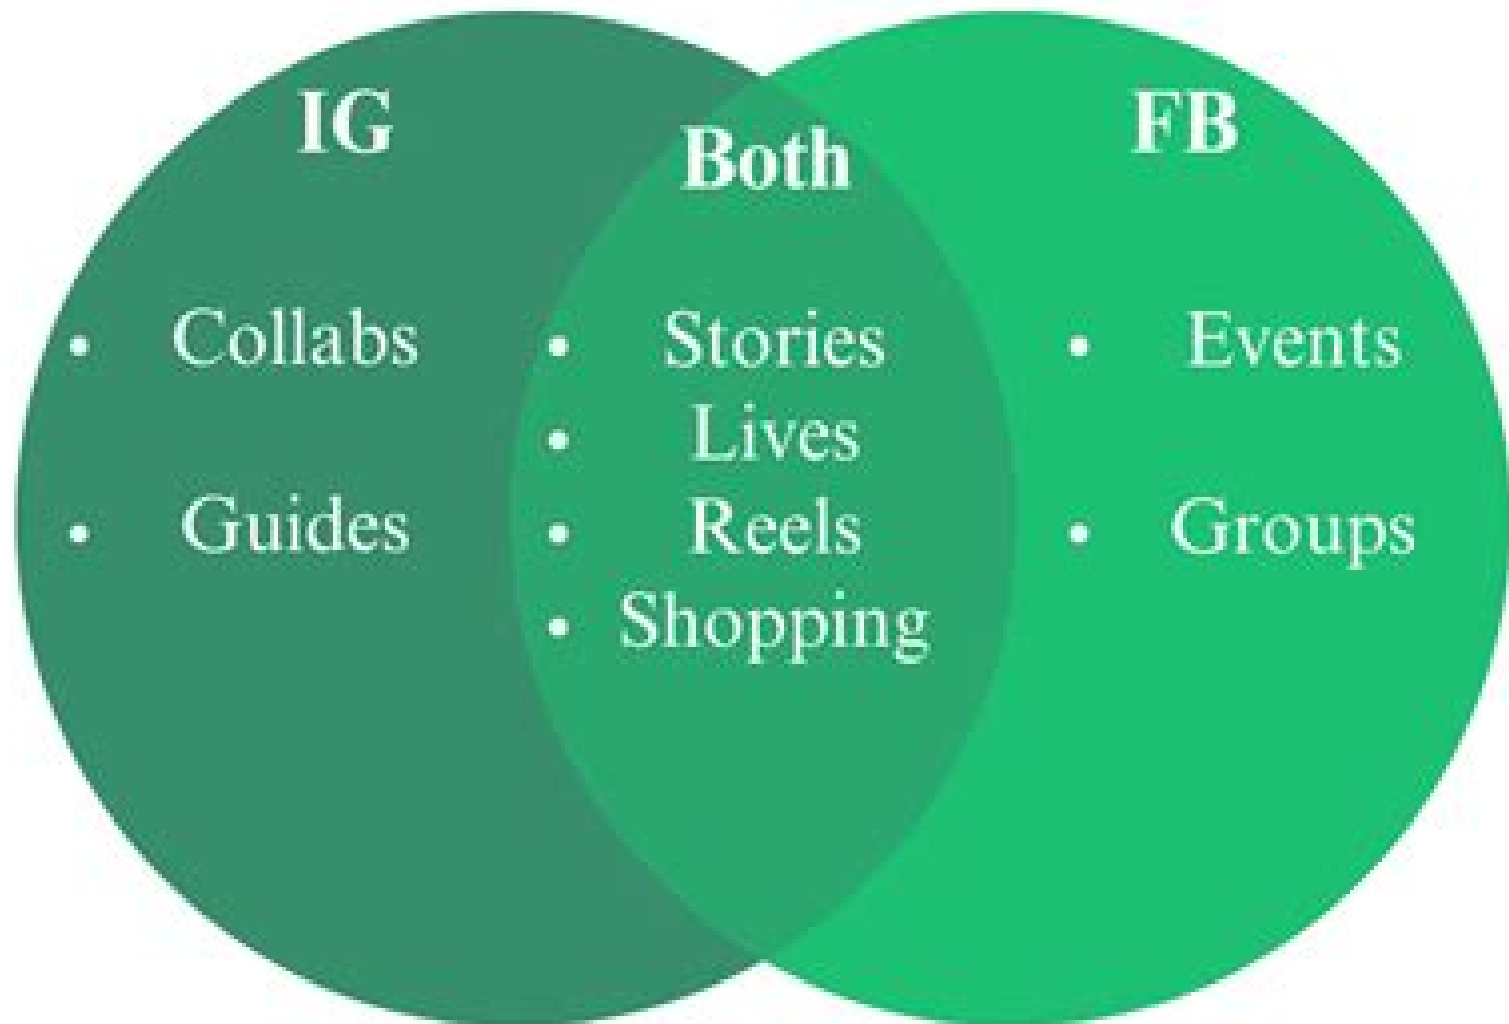 IG
Both
FB
• Collabs
• Guides
• Stories
• Lives
• Reels
• Shopping
• Events
• Groups